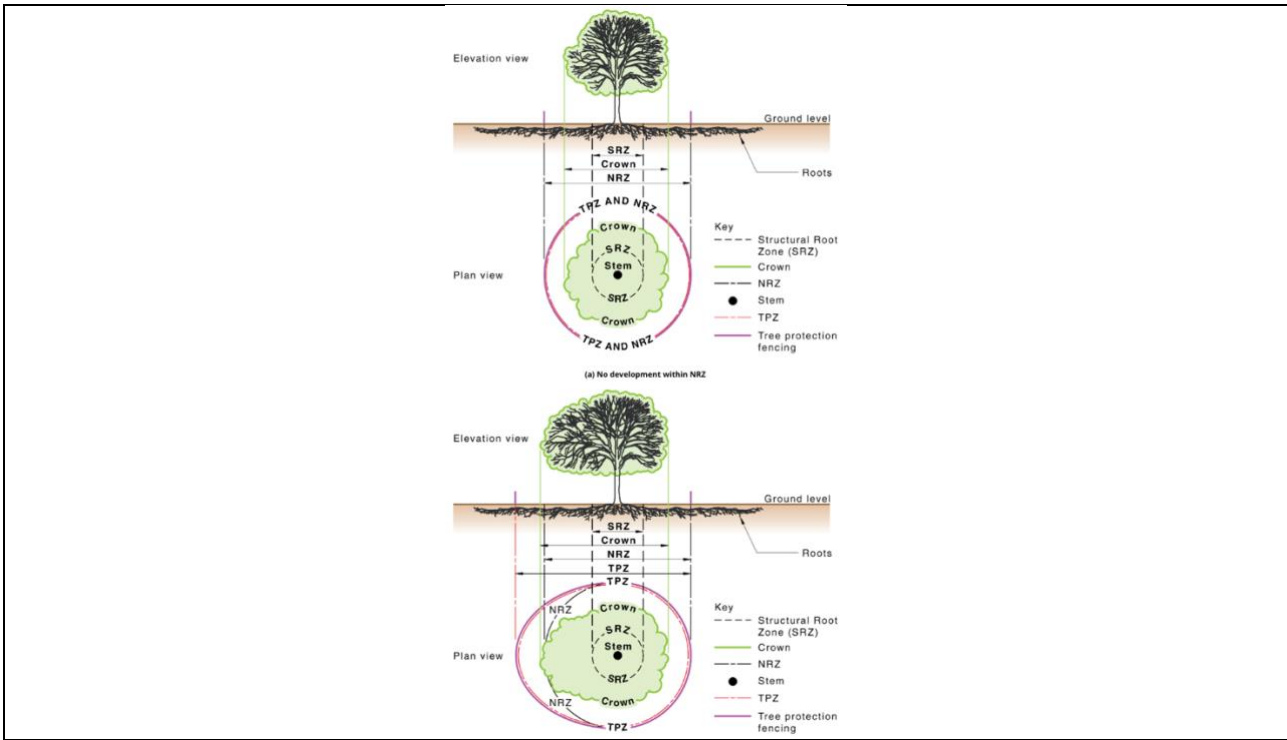 Elevation view
Ground level
SRZ
Crown
NRZ
Roots
TPZ AND NRZ
Crown
SRZ
Stem
SRZ
Crown
TPZ AND NRZ
Plan view
Key
Structural Root
Zone (SRZ)
Crown
NRZ
Stem
TPZ
Tree protection
fencing
(a) No development within NRZ
Elevation view
Ground level
SRZ
Crown
NRZ
TPZ
Roots
TPZ
NRZ
Crown
SRZ
Stem
SRZ
Crown
NRZ
TPZ
Plan view
Key
Structural Root
Zone (SRZ)
Crown
NRZ
Stem
TPZ
Tree protection
fencing